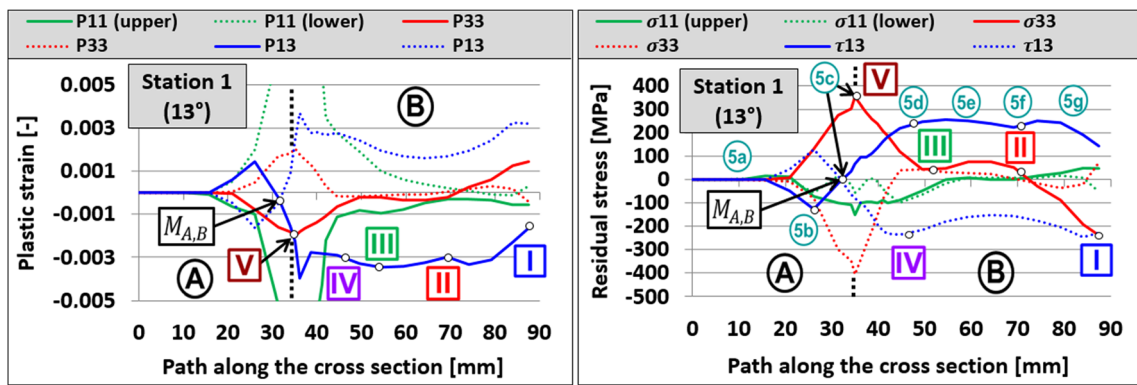 P11 (upper) P11 (lower) P33
P33 P13 P13
Station 1
(13°)
B
0.005
0.003
0.001
-0.001
-0.003
-0.005
Plastic strain [-]
M_{A,B}
A
V
III
IV
II
I
0 10 20 30 40 50 60 70 80 90
Path along the cross section [mm]
σ11 (upper) σ11 (lower) σ33
σ33 τ13 τ13
Station 1
(13°)
400
300
200
100
0
-100
-200
-300
-400
-500
Residual stress [MPa]
5c
V
5d 5e 5f 5g
5a
III
II
M_{A,B}
5b
A
IV
B
I
0 10 20 30 40 50 60 70 80 90
Path along the cross section [mm]